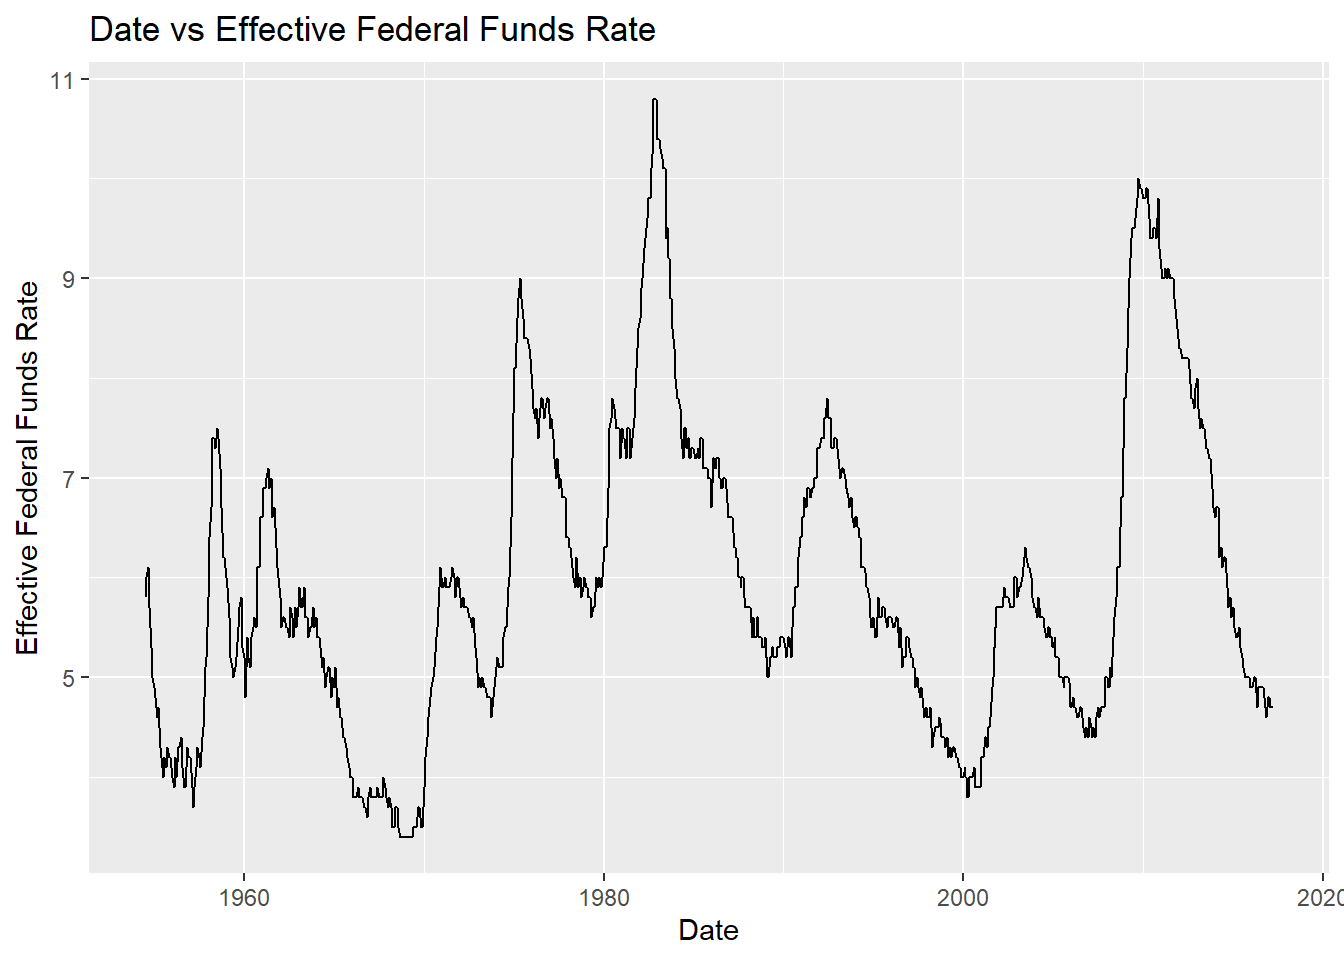 Date vs Effective Federal Funds Rate
Effective Federal Funds Rate
11
9
7
5
1960
1980
2000
2020
Date